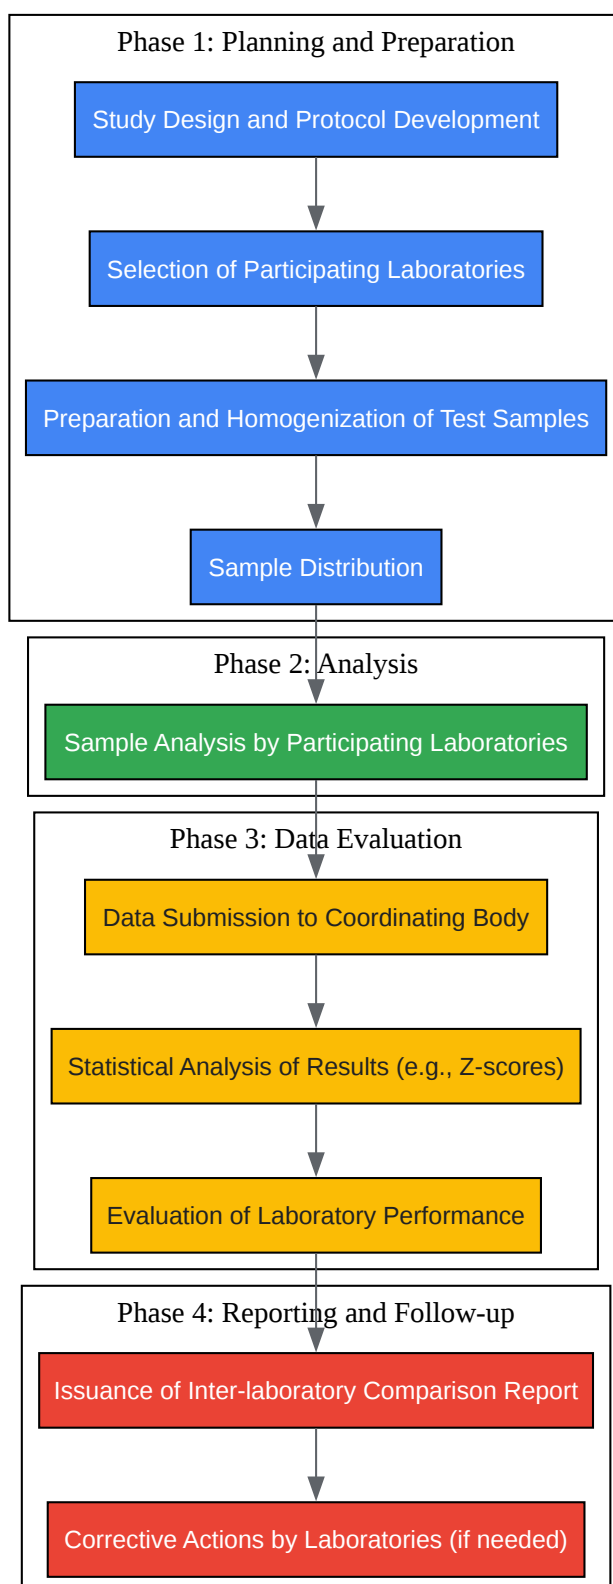 Phase 1: Planning and Preparation
Study Design and Protocol Development
Selection of Participating Laboratories
Preparation and Homogenization of Test Samples
Sample Distribution
Phase 2: Analysis
Sample Analysis by Participating Laboratories
Phase 3: Data Evaluation
Data Submission to Coordinating Body
Statistical Analysis of Results (e.g., Z-scores)
Evaluation of Laboratory Performance
Phase 4: Reporting and Follow-up
Issuance of Inter-laboratory Comparison Report
Corrective Actions by Laboratories (if needed)